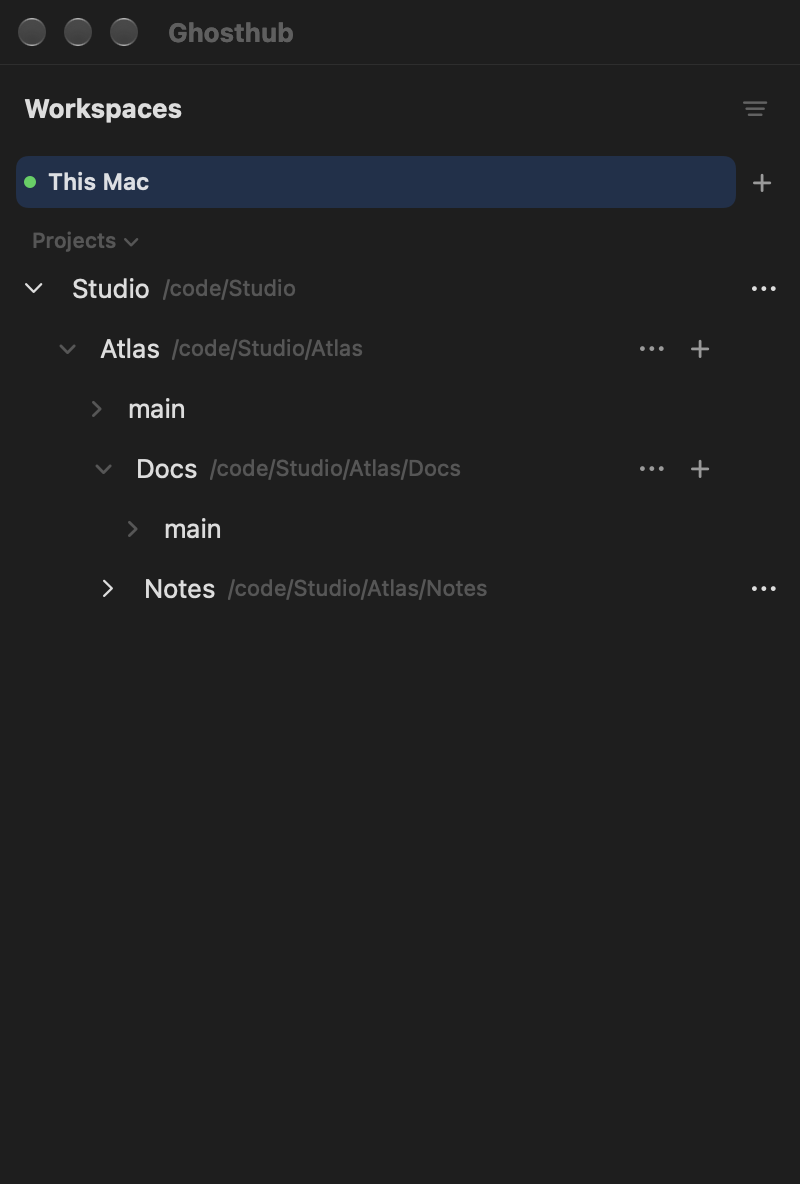 Ghosthub
Workspaces
This Mac
Projects
Studio /code/Studio
Atlas /code/Studio/Atlas
main
Docs /code/Studio/Atlas/Docs
main
Notes /code/Studio/Atlas/Notes